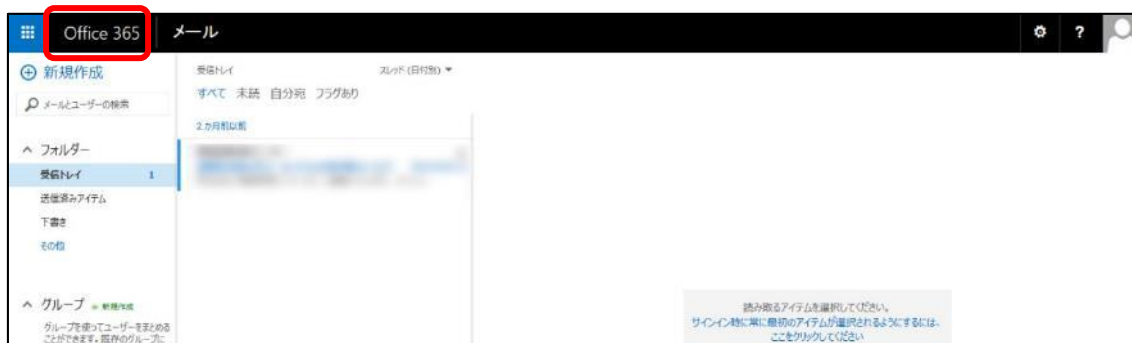 Office 365
メール
?
新規作成
メールとユーザーの検索
フォルダー
受信トレイ 1
送信済みアイテム
下書き
その他
グループ + 新規作成
グループを使ってユーザーをまとめる
ことができます。既存のグループに
受信トレイ スレッド (日付別)
すべて 未読 自分宛 フラグあり
2 か月前以前
読み取るアイテムを選択してください。
サインイン時に常に最初のアイテムが選択されるようにするには、
ここをクリックしてください